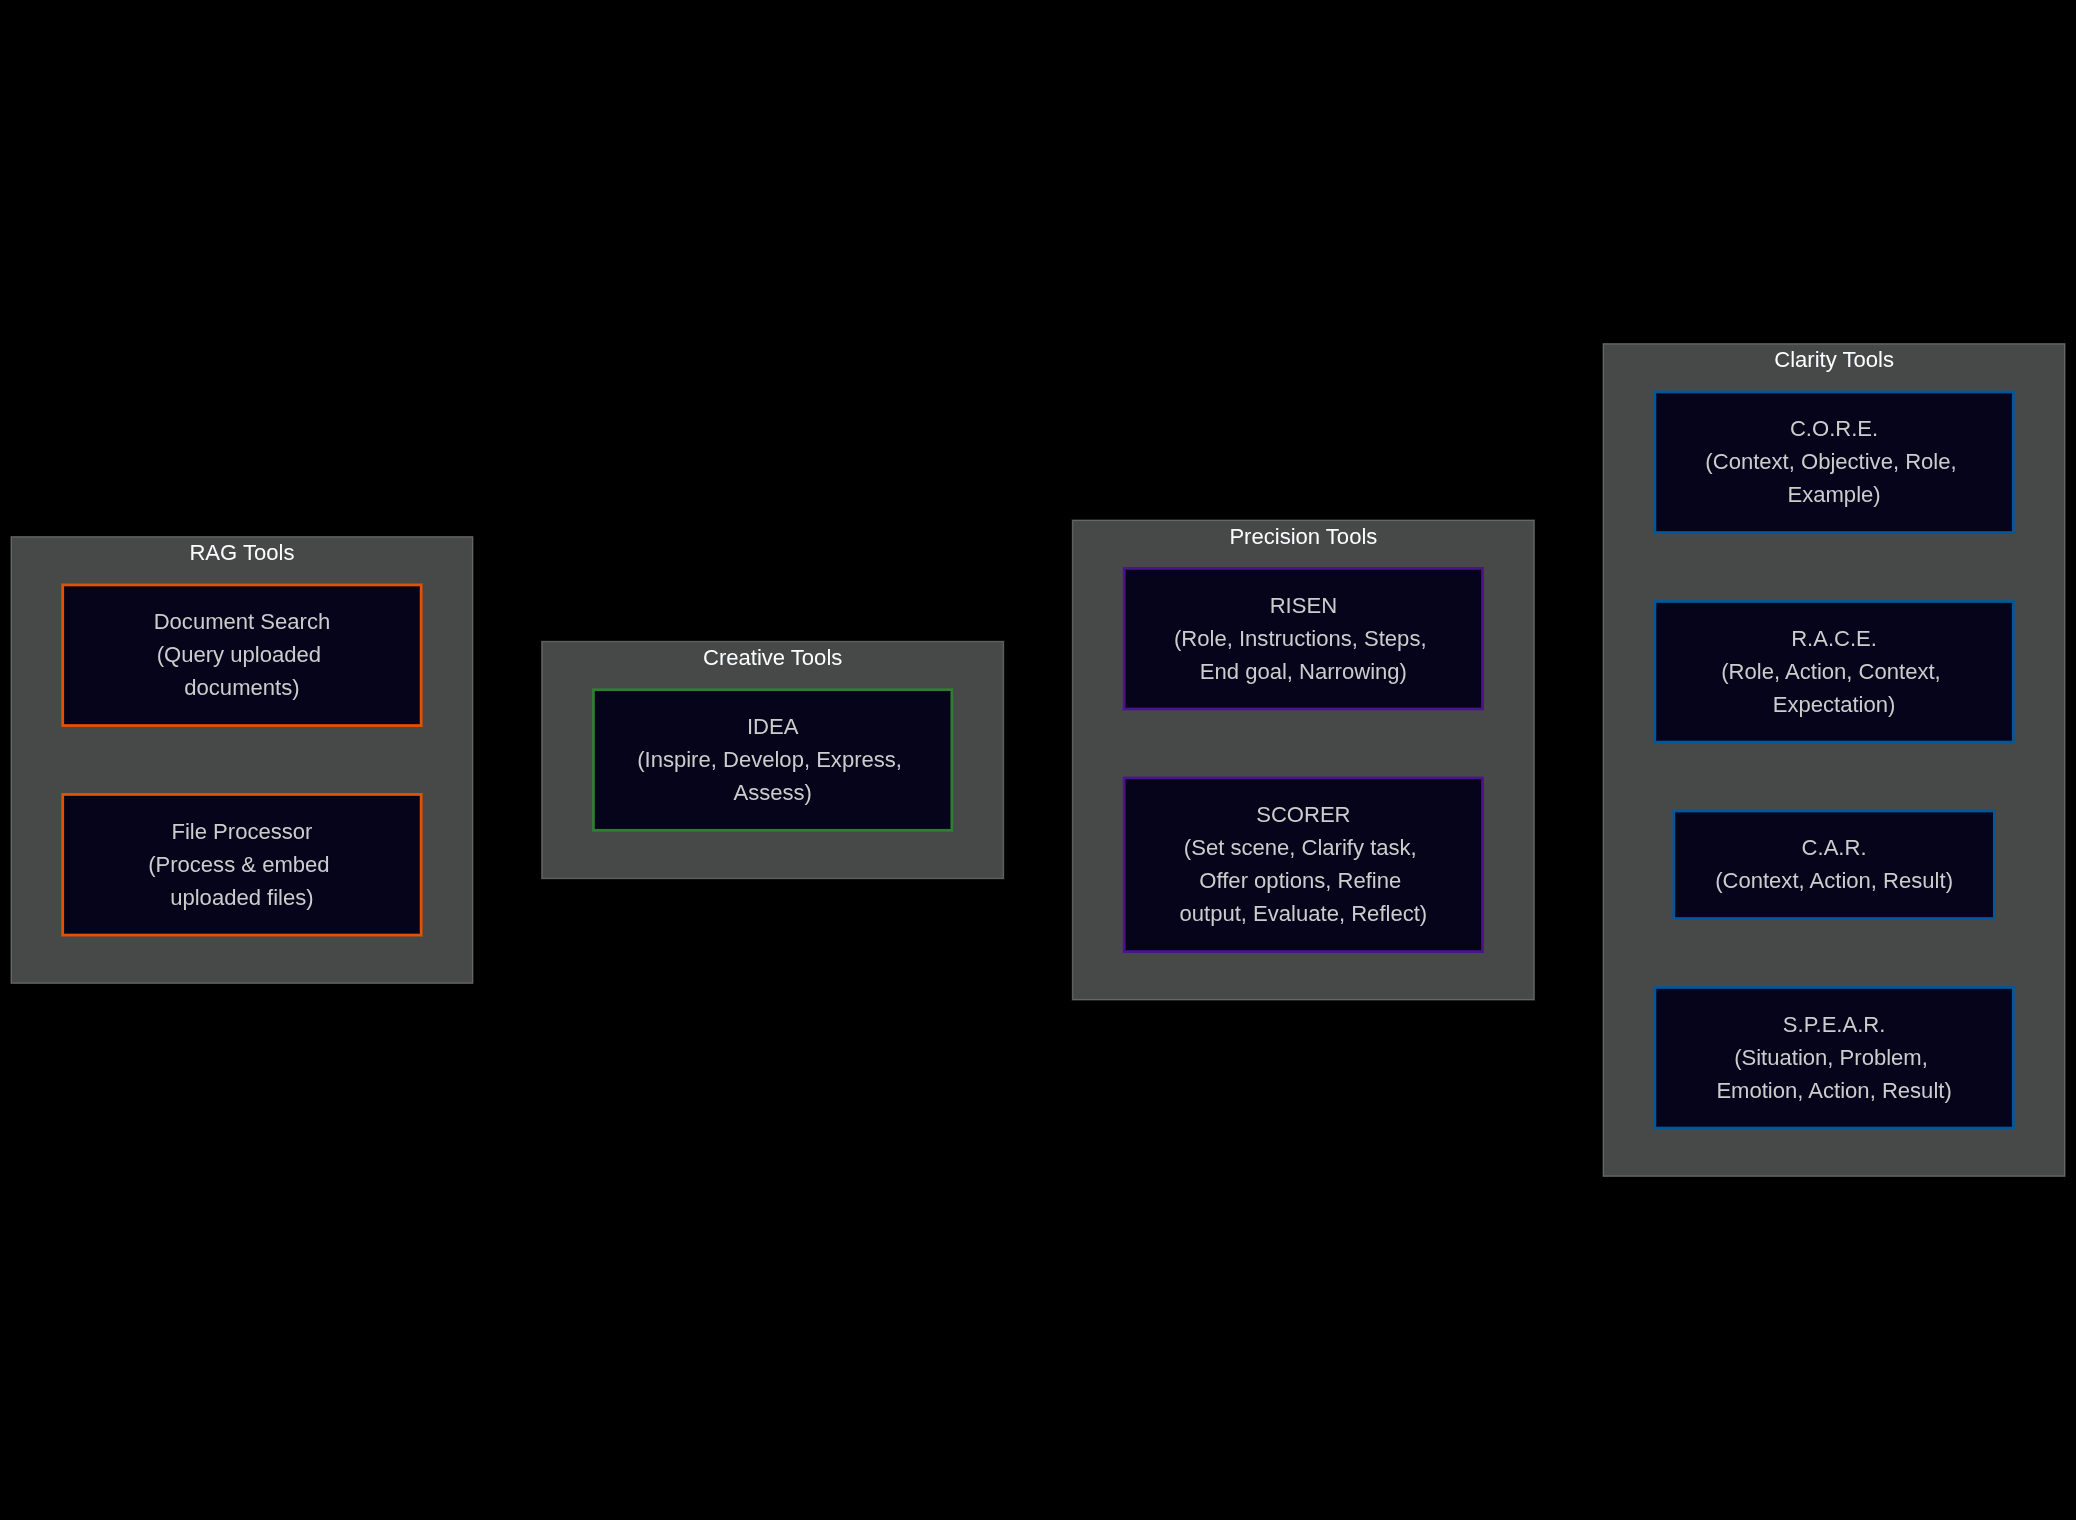 RAG Tools
Document Search
(Query uploaded
documents)
File Processor
(Process & embed
uploaded files)
Creative Tools
IDEA
(Inspire, Develop, Express,
Assess)
Precision Tools
RISEN
(Role, Instructions, Steps,
End goal, Narrowing)
SCORER
(Set scene, Clarify task,
Offer options, Refine
output, Evaluate, Reflect)
Clarity Tools
C.O.R.E.
(Context, Objective, Role,
Example)
R.A.C.E.
(Role, Action, Context,
Expectation)
C.A.R.
(Context, Action, Result)
S.P.E.A.R.
(Situation, Problem,
Emotion, Action, Result)